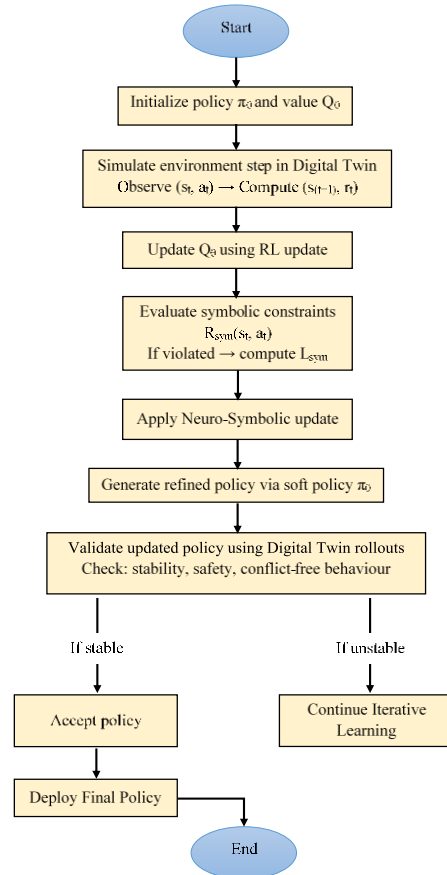 Start
Initialize policy πθ and value Qθ
Simulate environment step in Digital Twin
Observe (st, at) → Compute (s(t+1), rt)
Update Qθ using RL update
Evaluate symbolic constraints
Rsym(st, at)
If violated → compute Lsym
Apply Neuro-Symbolic update
Generate refined policy via soft policy πθ
Validate updated policy using Digital Twin rollouts
Check: stability, safety, conflict-free behaviour
If stable
If unstable
Accept policy
Continue Iterative
Learning
Deploy Final Policy
End